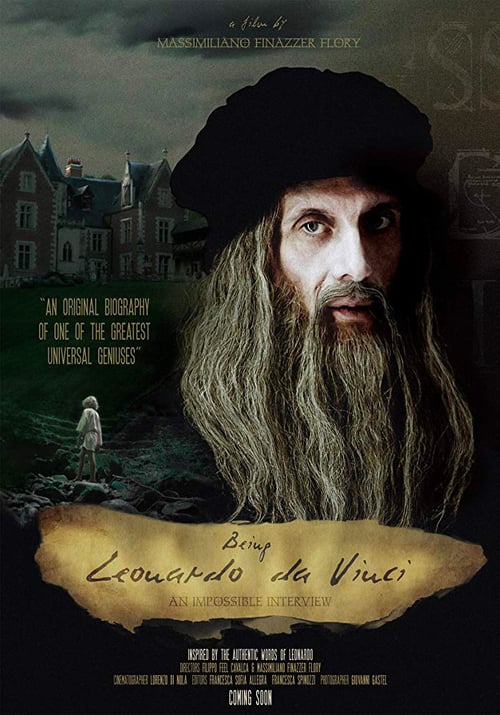 a film by
MASSIMILIANO FINAZZER FLORY
"AN ORIGINAL BIOGRAPHY
OF ONE OF THE GREATEST
UNIVERSAL GENIUSES"
Being
Leonardo da Vinci
AN IMPOSSIBLE INTERVIEW
INSPIRED BY THE AUTHENTIC WORDS OF LEONARDO
DIRECTORS FILIPPO FEEL CAVALCA & MASSIMILIANO FINAZZER FLORY
CINEMATOGRAPHER LORENZO DI NOLA EDITORS FRANCESCA SOFIA ALLEGRA FRANCESCA SPINOZZI PHOTOGRAPHER GIOVANNI GASTEL
COMING SOON